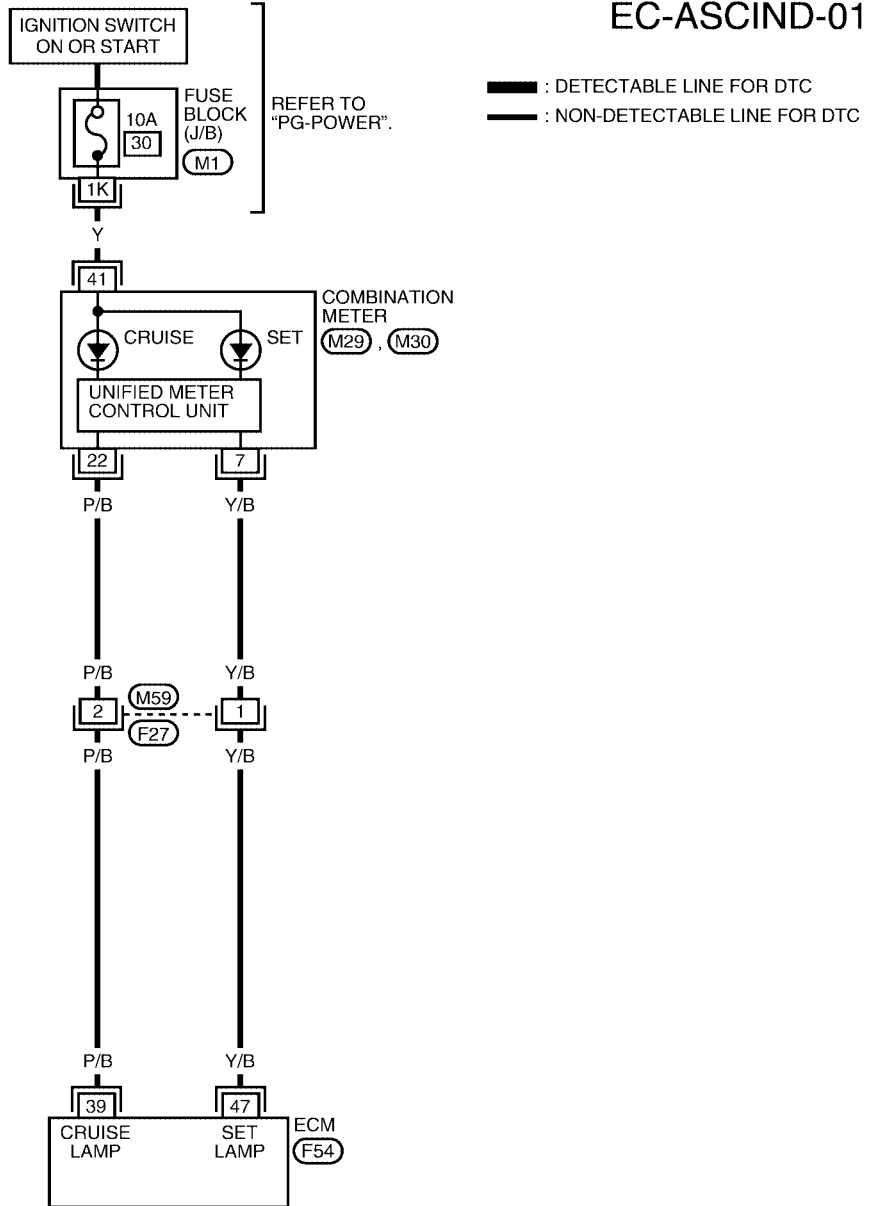 EC-ASCIND-01
IGNITION SWITCH
ON OR START
: DETECTABLE LINE FOR DTC
: NON-DETECTABLE LINE FOR DTC
FUSE
BLOCK
(J/B)
M1
10A
30
REFER TO
“PG-POWER”.
1K
Y
41
COMBINATION
METER
M29 , M30
CRUISE
SET
UNIFIED METER
CONTROL UNIT
22
7
P/B
Y/B
P/B
Y/B
2
M59
F27
1
P/B
Y/B
P/B
Y/B
39
47
CRUISE
LAMP
SET
LAMP
ECM
F54